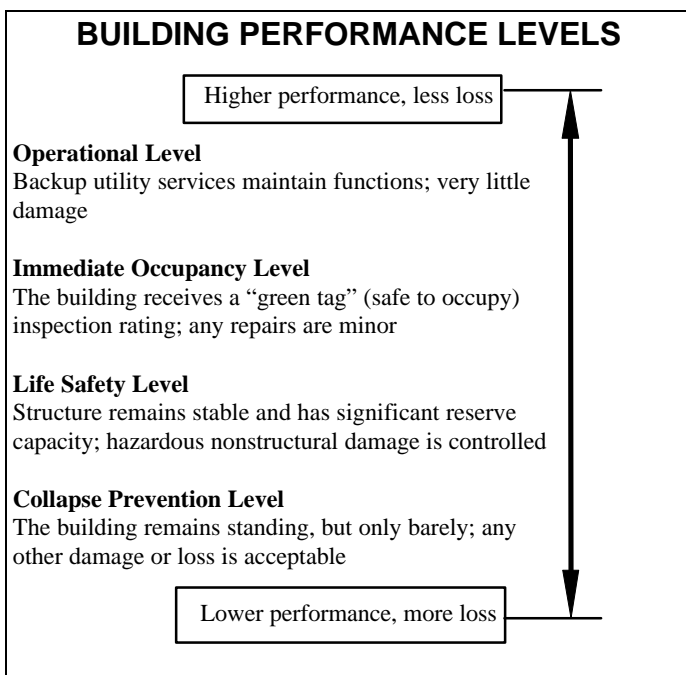 BUILDING PERFORMANCE LEVELS
Higher performance, less loss
Operational Level
Backup utility services maintain functions; very little
damage
Immediate Occupancy Level
The building receives a “green tag” (safe to occupy)
inspection rating; any repairs are minor
Life Safety Level
Structure remains stable and has significant reserve
capacity; hazardous nonstructural damage is controlled
Collapse Prevention Level
The building remains standing, but only barely; any
other damage or loss is acceptable
Lower performance, more loss